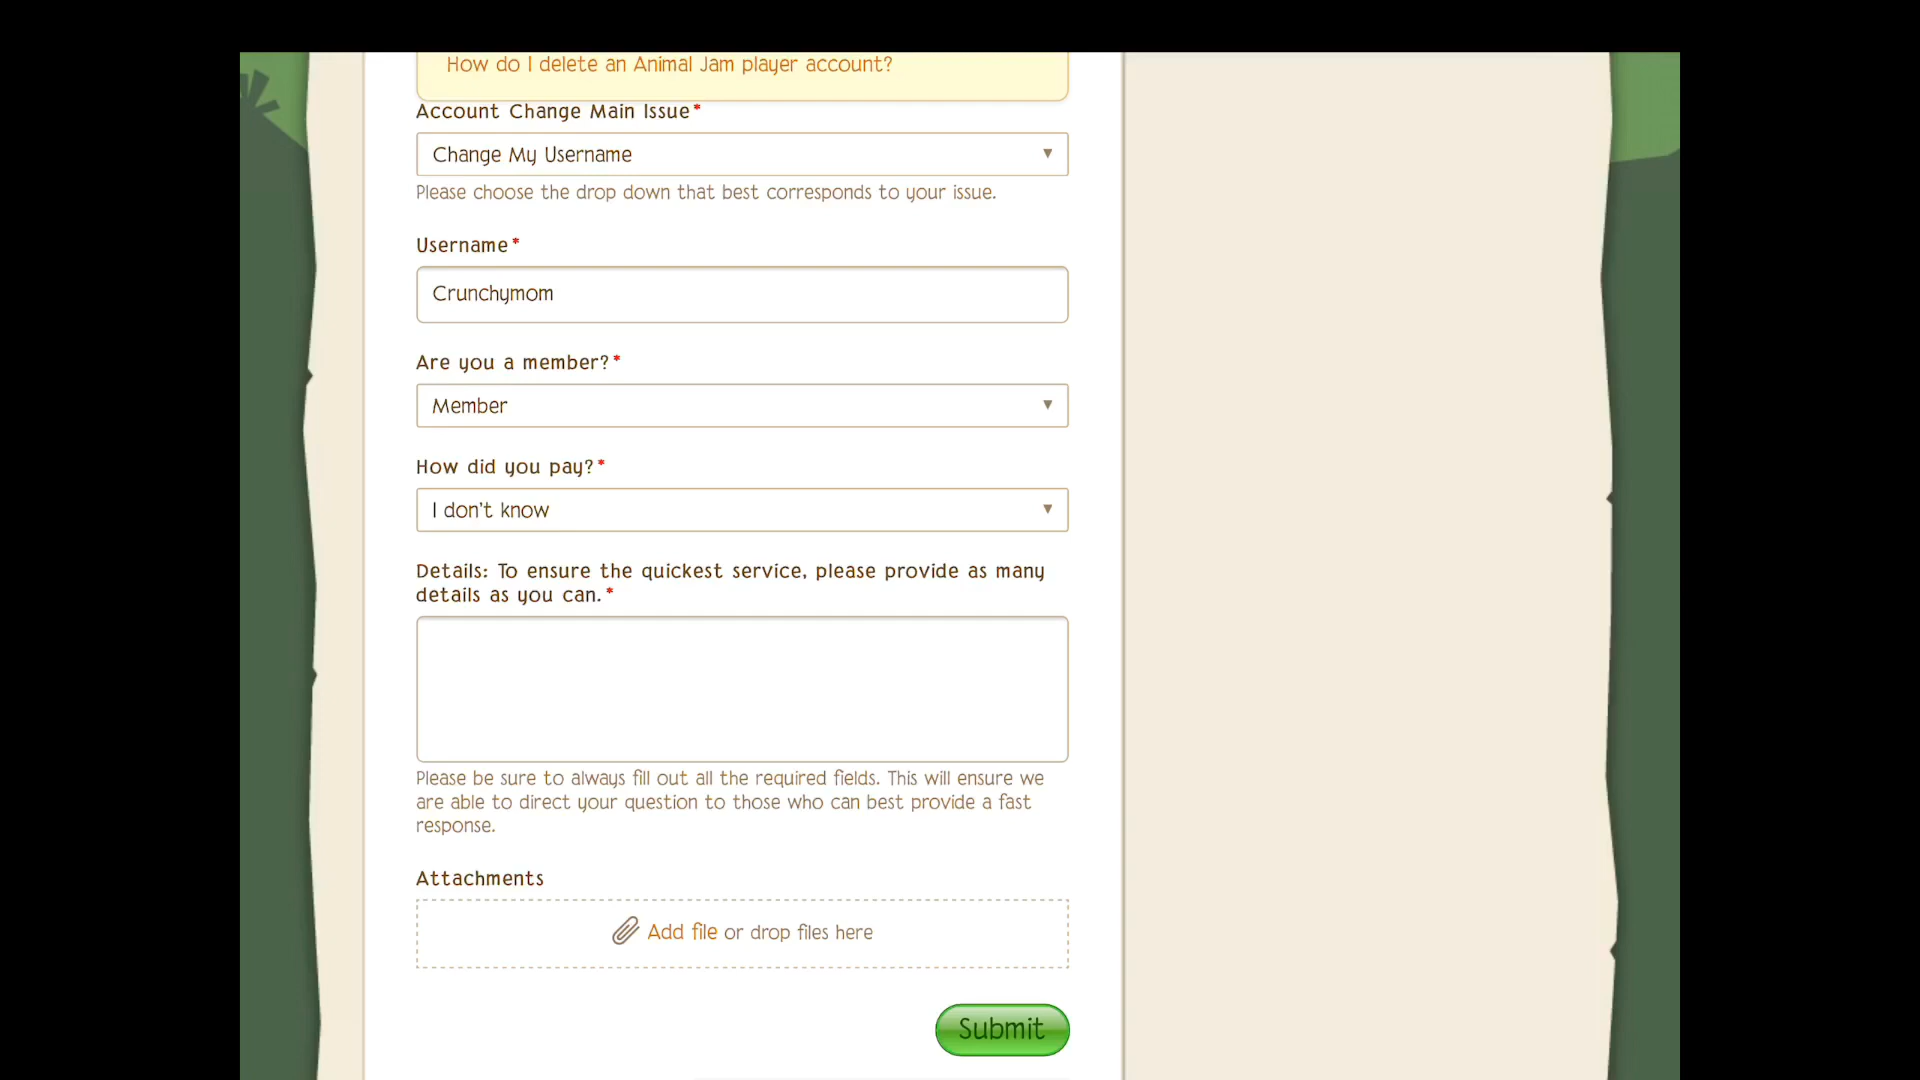 How do I delete an Animal Jam player account?
Account Change Main Issue*
Change My Username
Please choose the drop down that best corresponds to your issue.
Username*
Crunchymom
Are you a member?*
Member
How did you pay?*
I don't know
Details: To ensure the quickest service, please provide as many
details as you can.*
Please be sure to always fill out all the required fields. This will ensure we
are able to direct your question to those who can best provide a fast
response.
Attachments
Add file or drop files here
Submit